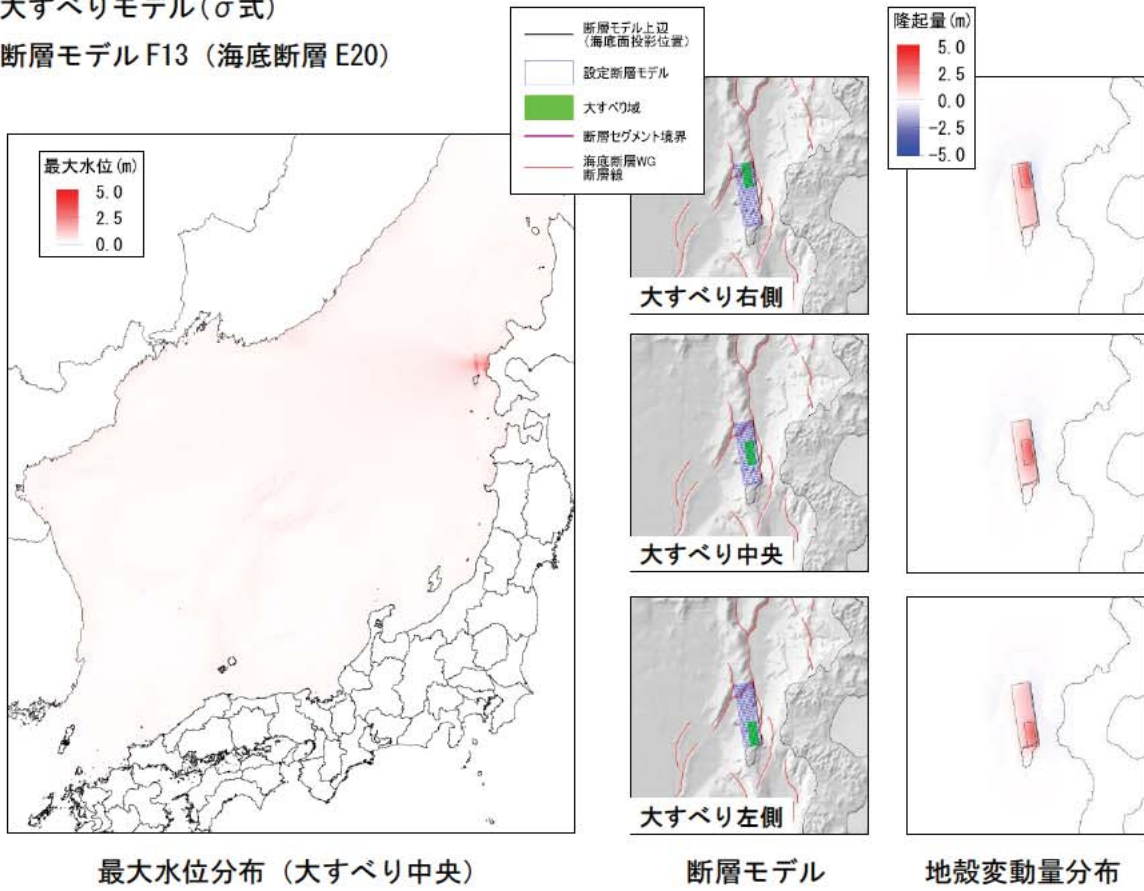 大すべりモデル(σ式)
断層モデル F13(海底断層 E20)
断層モデル上辺
(海底面投影位置)
設定断層モデル
大すべり域
断層セグメント境界
海底断層WG
断層線
隆起量(m)
5.0
2.5
0.0
-2.5
-5.0
最大水位(m)
5.0
2.5
0.0
大すべり右側
大すべり中央
大すべり左側
最大水位分布(大すべり中央)
断層モデル
地殻変動量分布